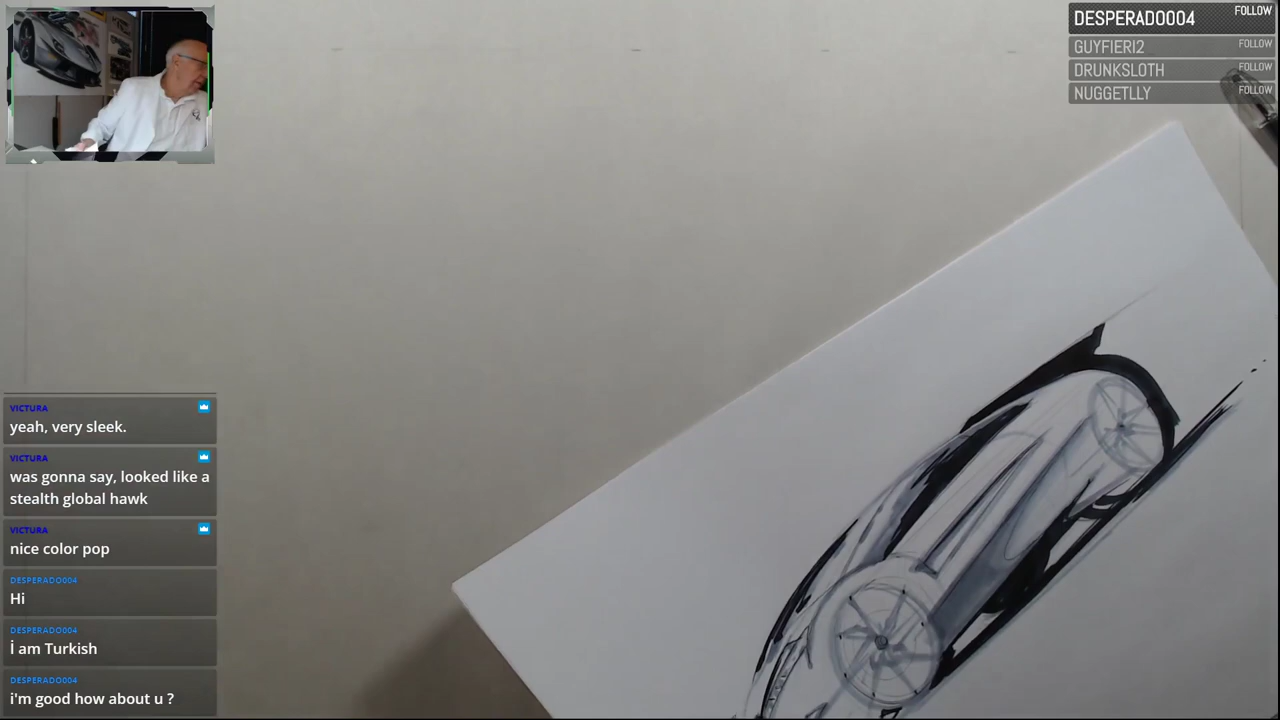 DESPERADO004 FOLLOW
GUYFIERI2 FOLLOW
DRUNKSLOTH FOLLOW
NUGGETLLY FOLLOW
VICTURA
yeah, very sleek.
VICTURA
was gonna say, looked like a
stealth global hawk
VICTURA
nice color pop
DESPERADO004
Hi
DESPERADO004
İ am Turkish
DESPERADO004
i'm good how about u ?